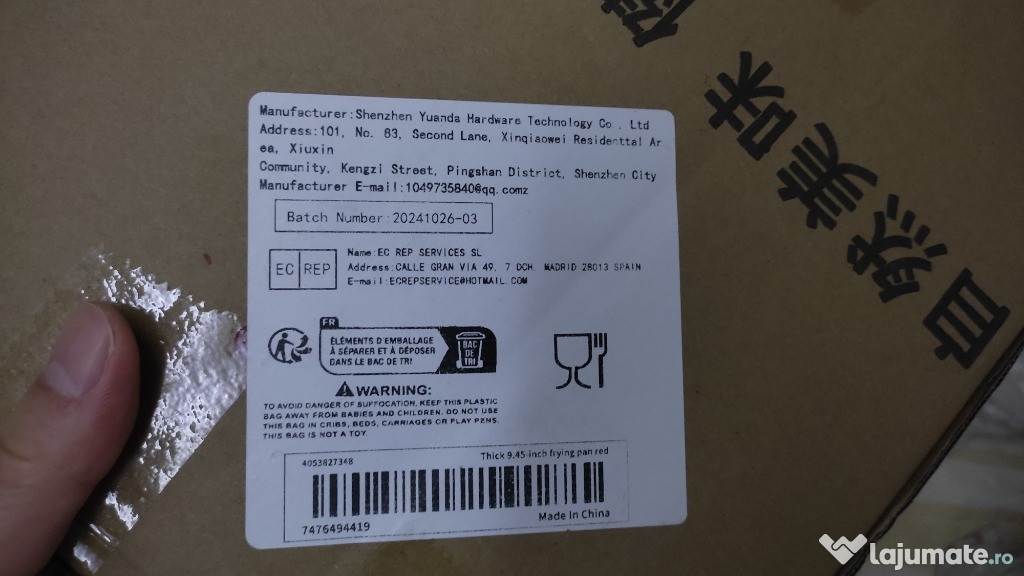 Manufacturer:Shenzhen Yuanda Hardware Technology Co., Ltd
Address:101, No. 83, Second Lane, Xinqiaowei Residenttal Ar
ea, Xiuxin
Community, Kengzi Street, Pingshan District, Shenzhen City
Manufacturer E-mail:1049735840@qq.comz
Batch Number:20241026-03
EC REP
Name:EC REP SERVICES SL
Address:CALLE GRAN VIA 49, 7 DCH, MADRID 28013 SPAIN
E-mail:ECREPSERVICE@HOTMAIL.COM
FR
ÉLÉMENTS D'EMBALLAGE
À SÉPARER ET À DÉPOSER
DANS LE BAC DE TRI
BAC
DE
TRI
WARNING:
TO AVOID DANGER OF SUFFOCATION, KEEP THIS PLASTIC
BAG AWAY FROM BABIES AND CHILDREN. DO NOT USE
THIS BAG IN CRIBS, BEDS, CARRIAGES OR PLAY PENS.
THIS BAG IS NOT A TOY.
4053827348
Thick 9.45-inch frying pan red
7476494419
Made in China
自然美味 健
lajumate.ro